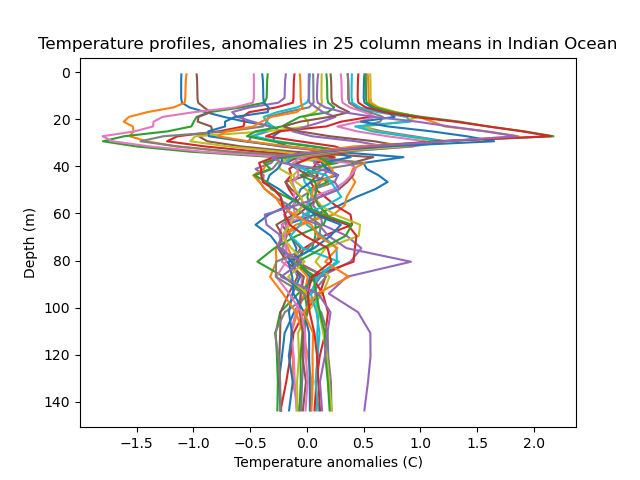 Temperature profiles, anomalies in 25 column means in Indian Ocean
0
20
40
60
80
100
120
140
Depth (m)
−1.5 −1.0 −0.5 0.0 0.5 1.0 1.5 2.0
Temperature anomalies (C)